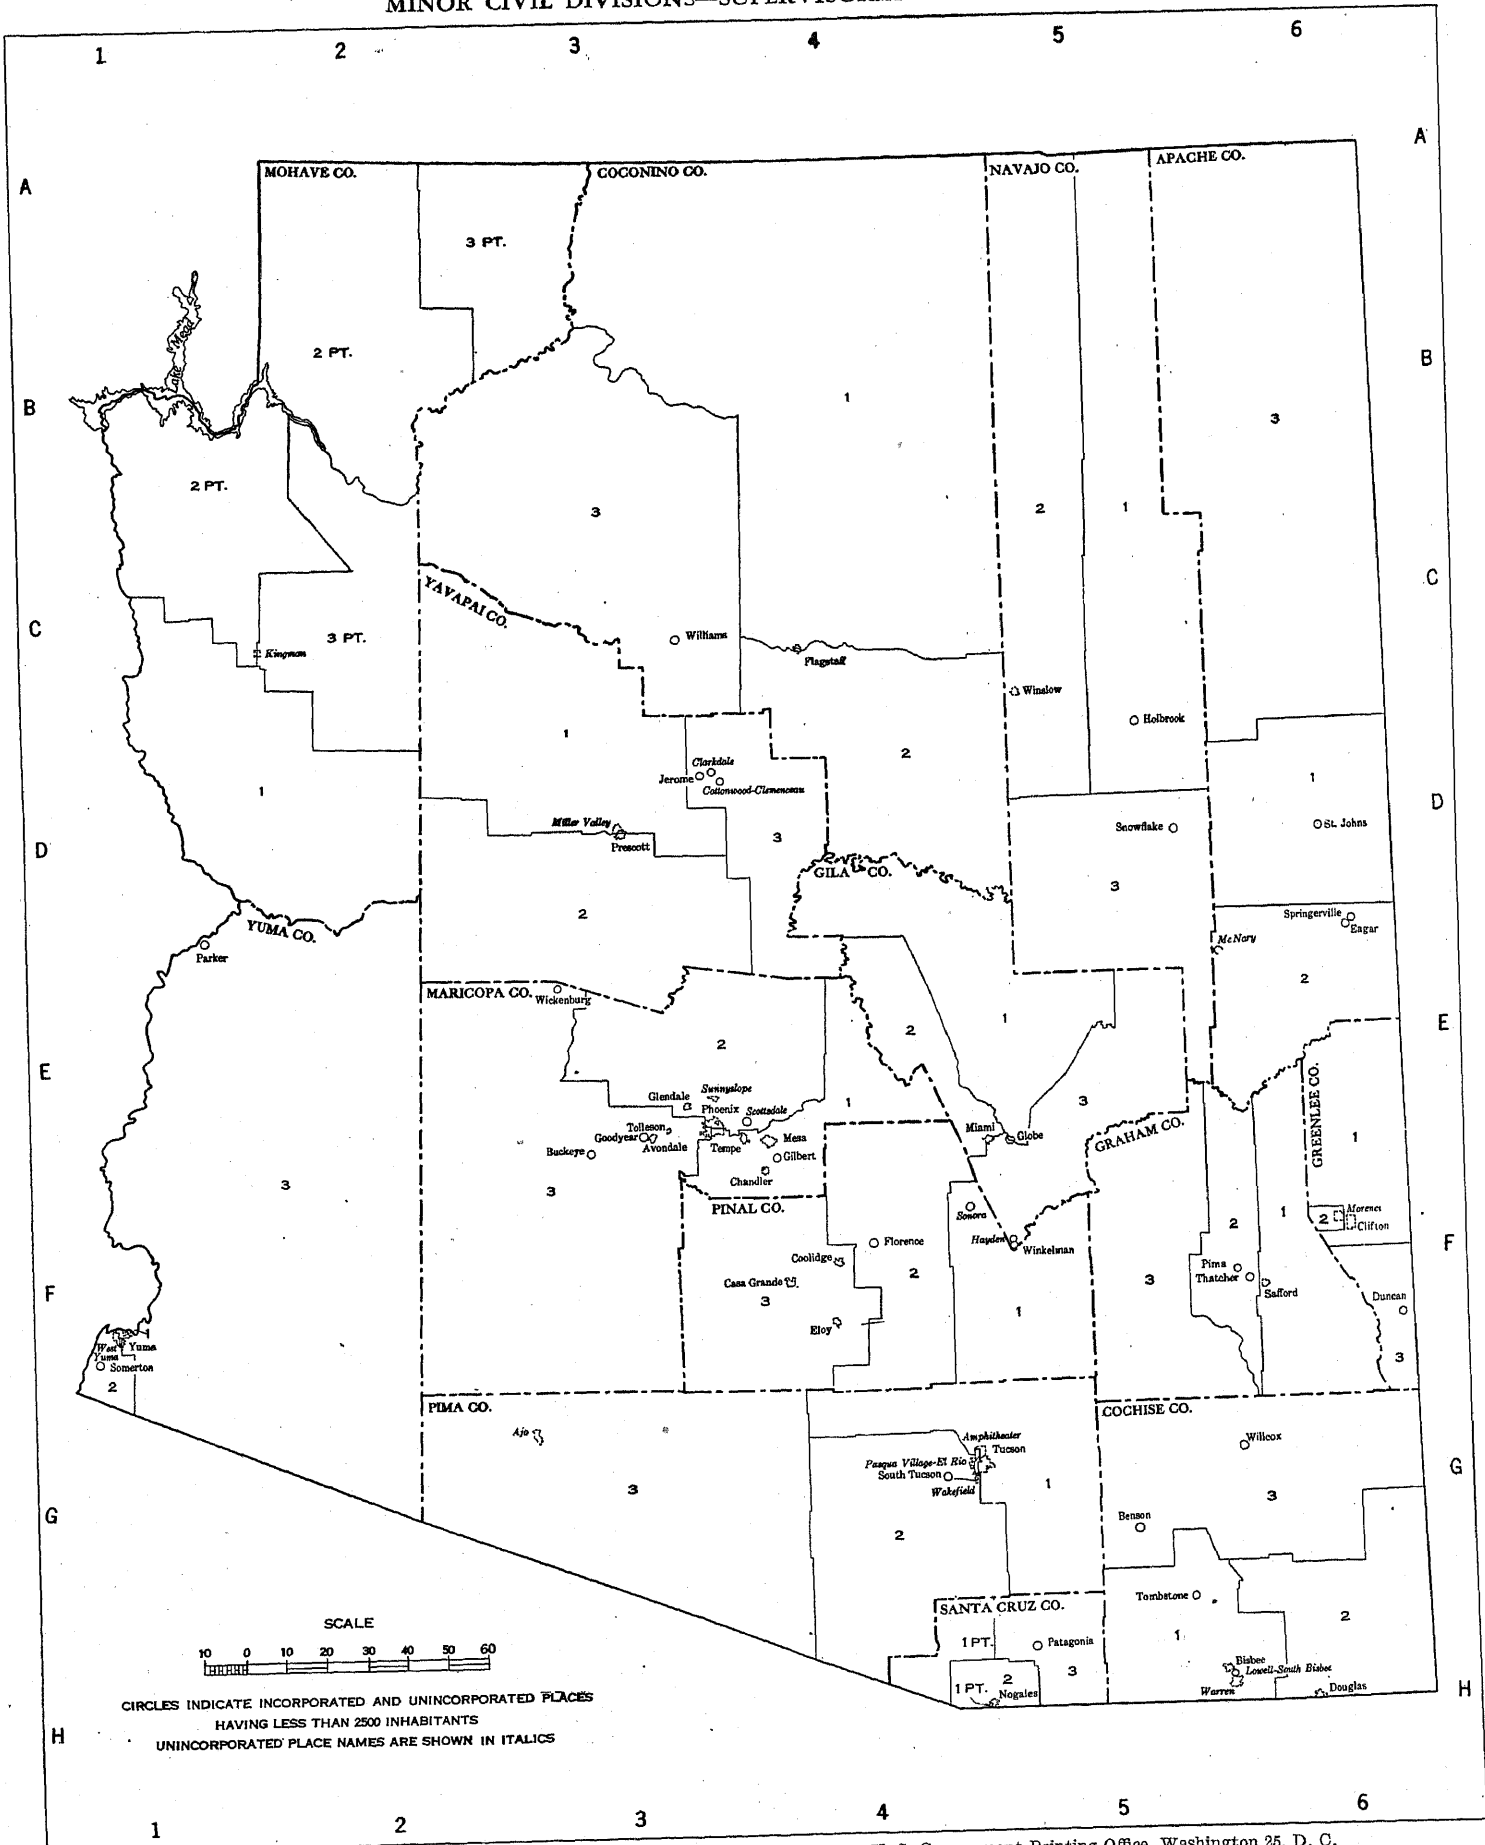 MINOR CIVIL DIVISIONS—
1 2 3 4 5 6
A A
MOHAVE CO. COCONINO CO. NAVAJO CO. APACHE CO.
3 PT.
Lake Mead
2 PT.
B B
1
3
2 PT.
3
2 1
C C
YAVAPAI CO.
3 PT.
Kingman
Williams
Flagstaff
Winslow
Holbrook
1
2
1
1
Clarkdale
Jerome
Cottonwood-Clemenceau
D D
Miller Valley
Prescott
3
Snowflake
St. Johns
GILA CO.
3
2
YUMA CO.
Parker
Springerville
Eagar
McNary
2
MARICOPA CO.
Wickenburg
E E
2
2
1
Glendale
Sunnyslope
Phoenix
Scottsdale
1
3
Tolleson
Goodyear
Avondale
Buckeye
Tempe
Mesa
Gilbert
Chandler
Miami
Globe
GRAHAM CO.
GREENLEE CO.
1
3
3
PINAL CO.
Sonora
2
1
2
Morenci
Clifton
Hayden
Winkelman
Florence
Coolidge
Casa Grande
3
2
Eloy
1
3
Pima
Thatcher
Safford
Duncan
3
F F
West Yuma
Yuma
Somerton
2
PIMA CO.
COCHISE CO.
Ajo
Amphitheater
Tucson
Pasqua Village-El Rio
South Tucson
Wakefield
Willcox
G G
3
1
3
2
Benson
SANTA CRUZ CO.
Tombstone
1 PT.
Patagonia
1
2
2
3
1 PT.
Nogales
Bisbee
Lowell-South Bisbee
Warren
Douglas
H H
SCALE
10 0 10 20 30 40 50 60
CIRCLES INDICATE INCORPORATED AND UNINCORPORATED PLACES
HAVING LESS THAN 2500 INHABITANTS
UNINCORPORATED PLACE NAMES ARE SHOWN IN ITALICS
1 2 3 4 5 6
Printing Office, Washington 25, D. C.